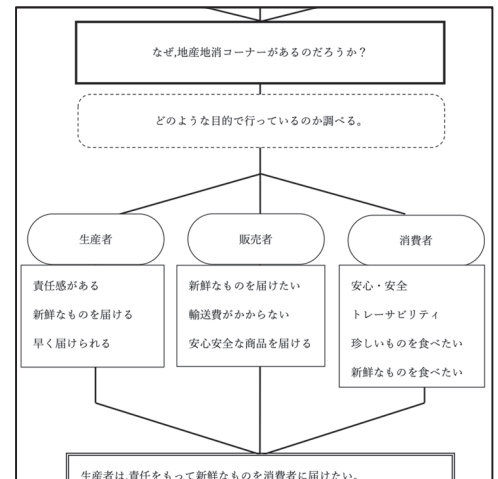 なぜ,地産地消コーナーがあるのだろうか？
どのような目的で行っているのか調べる。
生産者
販売者
消費者
責任感がある
新鮮なものを届ける
早く届けられる
新鮮なものを届けたい
輸送費がかからない
安心安全な商品を届ける
安心・安全
トレーサビリティ
珍しいものを食べたい
新鮮なものを食べたい
生産者は,責任をもって新鮮なものを消費者に届けたい。